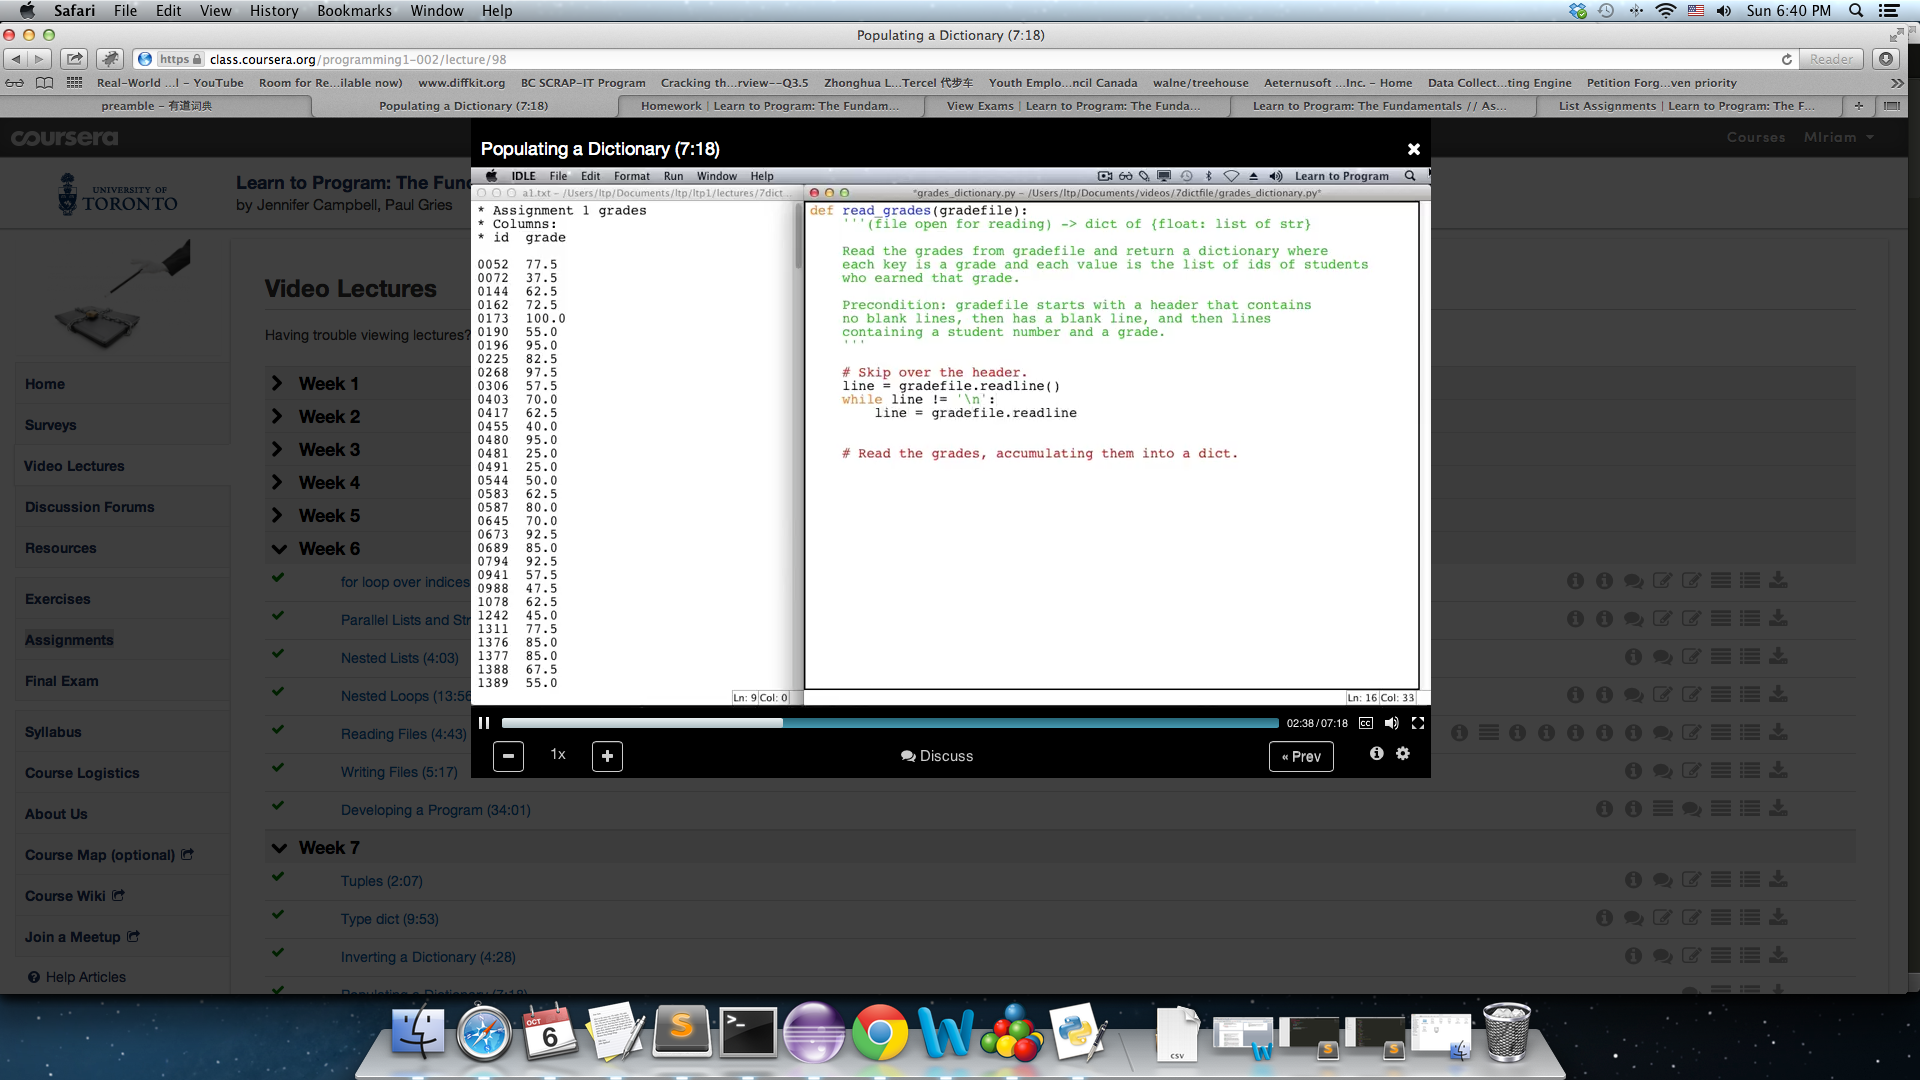 Safari File Edit View History Bookmarks Window Help Sun 6:40 PM
Populating a Dictionary (7:18)
https class.coursera.org/programming1-002/lecture/98 Reader
Real-World ...l – YouTube Room for Re...ilable now) www.diffkit.org BC SCRAP-IT Program Cracking th...rview--Q3.5 Zhonghua L...Tercel 代步车 Youth Emplo...ncil Canada walne/treehouse Aeternusoft ...Inc. – Home Data Collect...ting Engine Petition Forg...ven priority
preamble – 有道词典 Populating a Dictionary (7:18) Homework | Learn to Program: The Fundam... View Exams | Learn to Program: The Funda... Learn to Program: The Fundamentals // As... List Assignments | Learn to Program: The F...
coursera Courses MIriam
UNIVERSITY OF TORONTO
Learn to Program: The Fund
by Jennifer Campbell, Paul Gries
Home
Surveys
Video Lectures
Discussion Forums
Resources
Exercises
Assignments
Final Exam
Syllabus
Course Logistics
About Us
Course Map (optional)
Course Wiki
Join a Meetup
Help Articles
Video Lectures
Having trouble viewing lectures?
Week 1
Week 2
Week 3
Week 4
Week 5
Week 6
for loop over indices
Parallel Lists and Str
Nested Lists (4:03)
Nested Loops (13:56
Reading Files (4:43)
Writing Files (5:17)
Developing a Program (34:01)
Week 7
Tuples (2:07)
Type dict (9:53)
Inverting a Dictionary (4:28)
Populating a Dictionary (7:18)
Populating a Dictionary (7:18)
IDLE File Edit Format Run Window Help Learn to Program
a1.txt – /Users/ltp/Documents/ltp/ltp1/lectures/7dict...
* Assignment 1 grades
* Columns:
* id grade
0052 77.5
0072 37.5
0144 62.5
0162 72.5
0173 100.0
0190 55.0
0196 95.0
0225 82.5
0268 97.5
0306 57.5
0403 70.0
0417 62.5
0455 40.0
0480 95.0
0481 25.0
0491 25.0
0544 50.0
0583 62.5
0587 80.0
0645 70.0
0673 92.5
0689 85.0
0794 92.5
0941 57.5
0988 47.5
1078 62.5
1242 45.0
1311 77.5
1376 85.0
1377 85.0
1388 67.5
1389 55.0
Ln: 9 Col: 0
*grades_dictionary.py – /Users/ltp/Documents/videos/7dictfile/grades_dictionary.py*
def read_grades(gradefile):
'''(file open for reading) -> dict of {float: list of str}
Read the grades from gradefile and return a dictionary where
each key is a grade and each value is the list of ids of students
who earned that grade.
Precondition: gradefile starts with a header that contains
no blank lines, then has a blank line, and then lines
containing a student number and a grade.
'''
# Skip over the header.
line = gradefile.readline()
while line != '\n':
line = gradefile.readline
# Read the grades, accumulating them into a dict.
Ln: 16 Col: 33
02:38 / 07:18 CC
1x Discuss « Prev
OCT 6
S
W
CSV